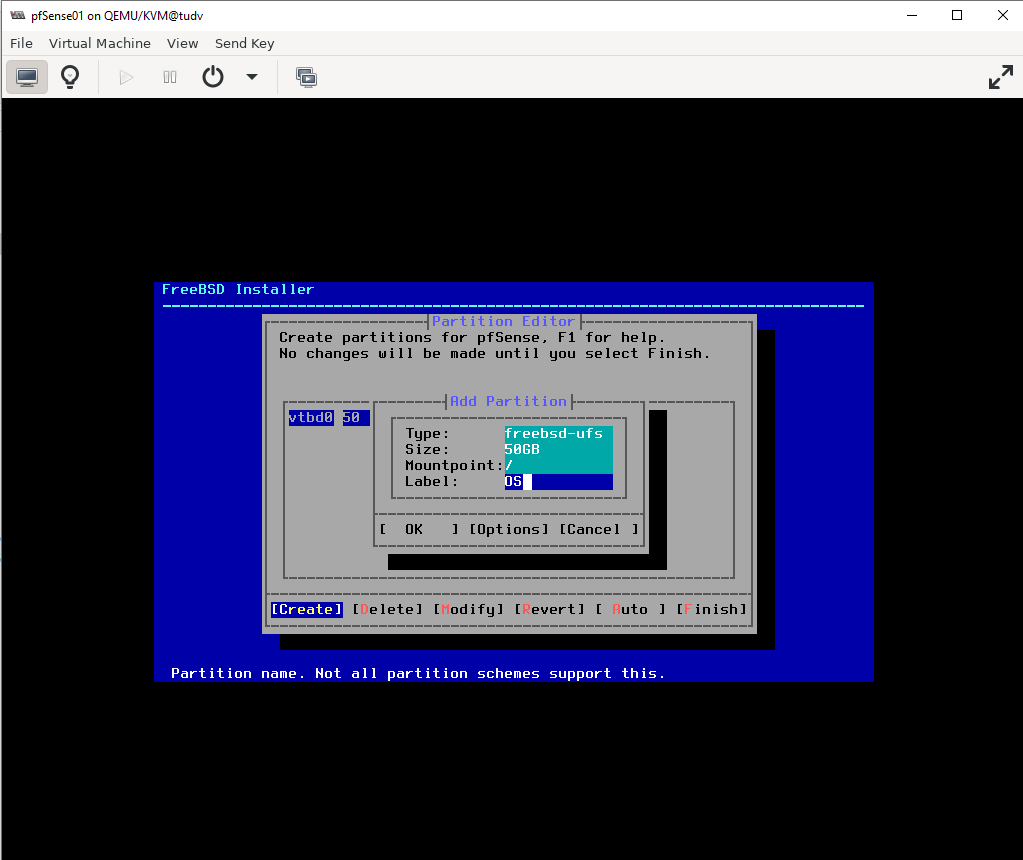 pfSense01 on QEMU/KVM@tudv
File Virtual Machine View Send Key
FreeBSD Installer
Partition Editor
Create partitions for pfSense, F1 for help.
No changes will be made until you select Finish.
Add Partition
vtbd0 50
Type: freebsd-ufs
Size: 50GB
Mountpoint: /
Label: OS
[ OK ] [Options] [Cancel ]
[Create] [Delete] [Modify] [Revert] [ Auto ] [Finish]
Partition name. Not all partition schemes support this.